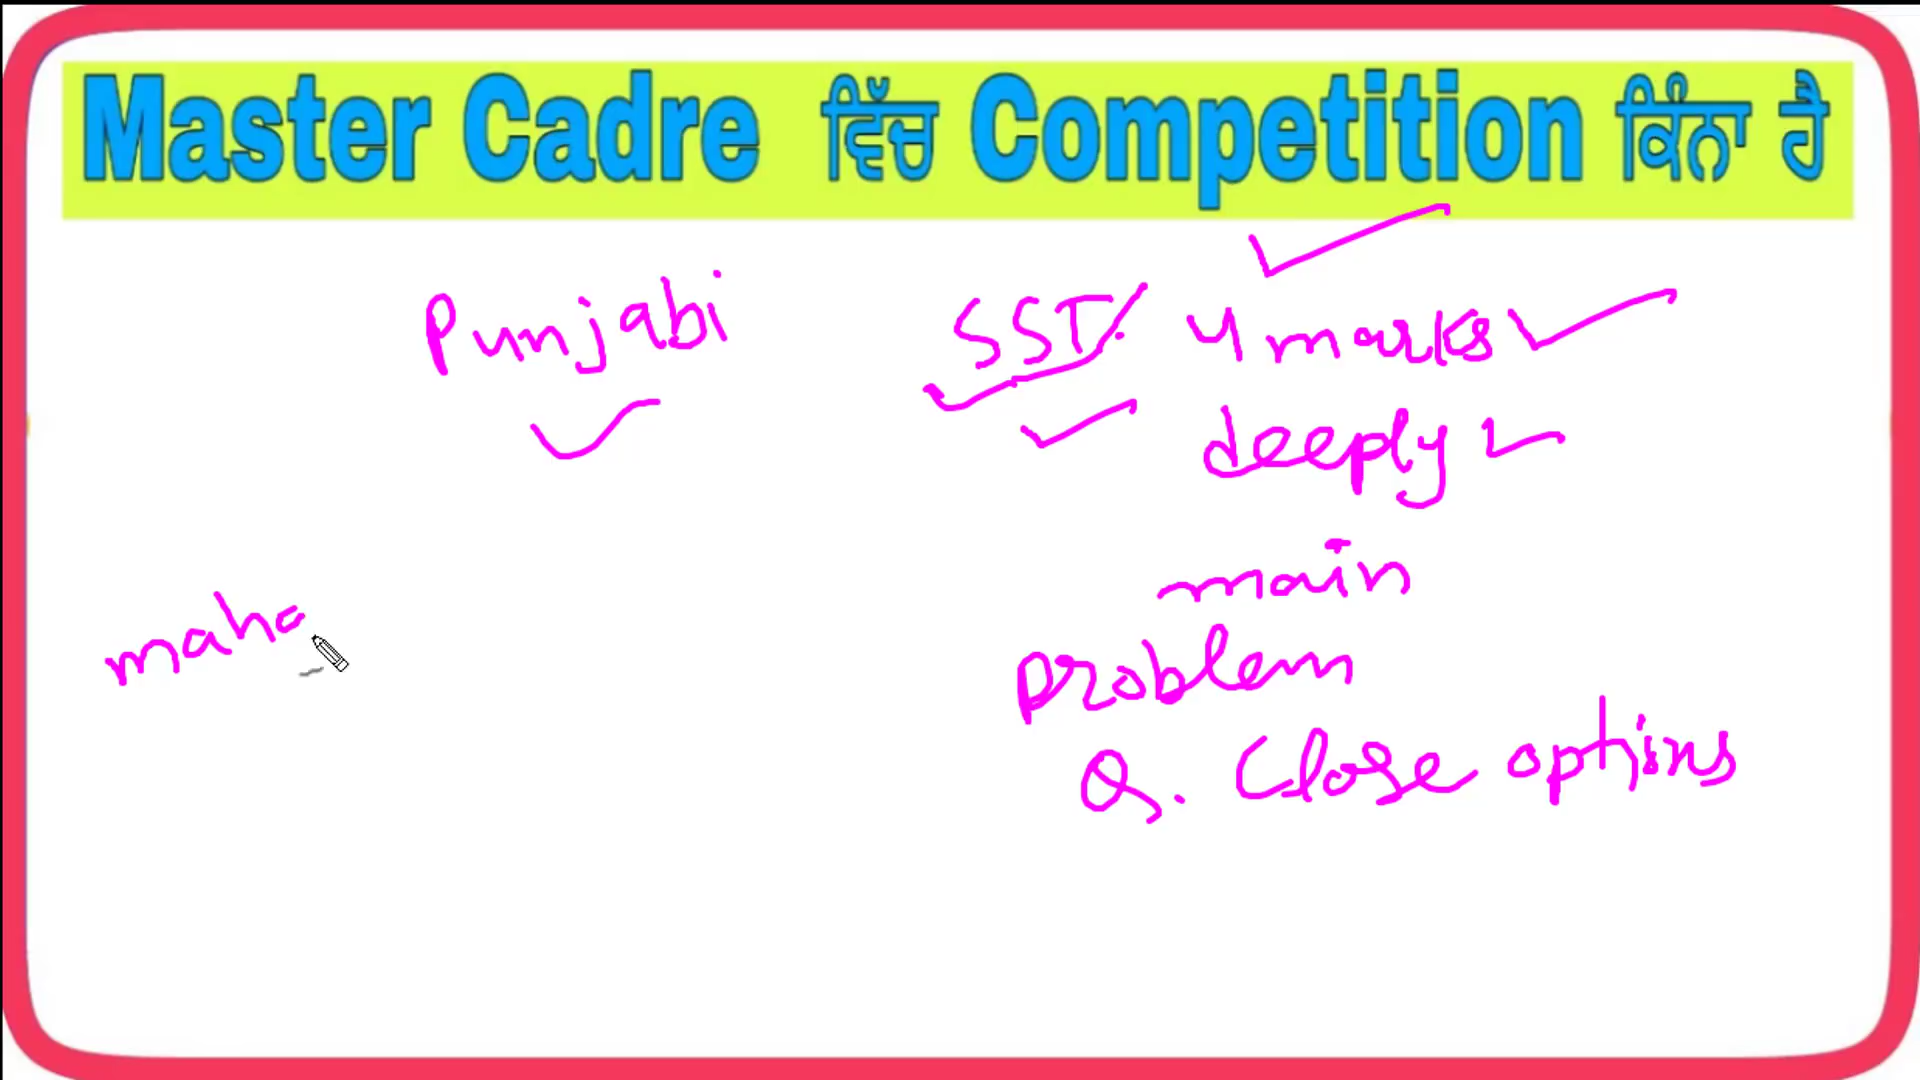 Master Cadre ਵਿੱਚ Competition ਕਿੰਨਾ ਹੈ
Punjabi SST. 4 marks
deeply
main
maha
Problem
Q. Close options